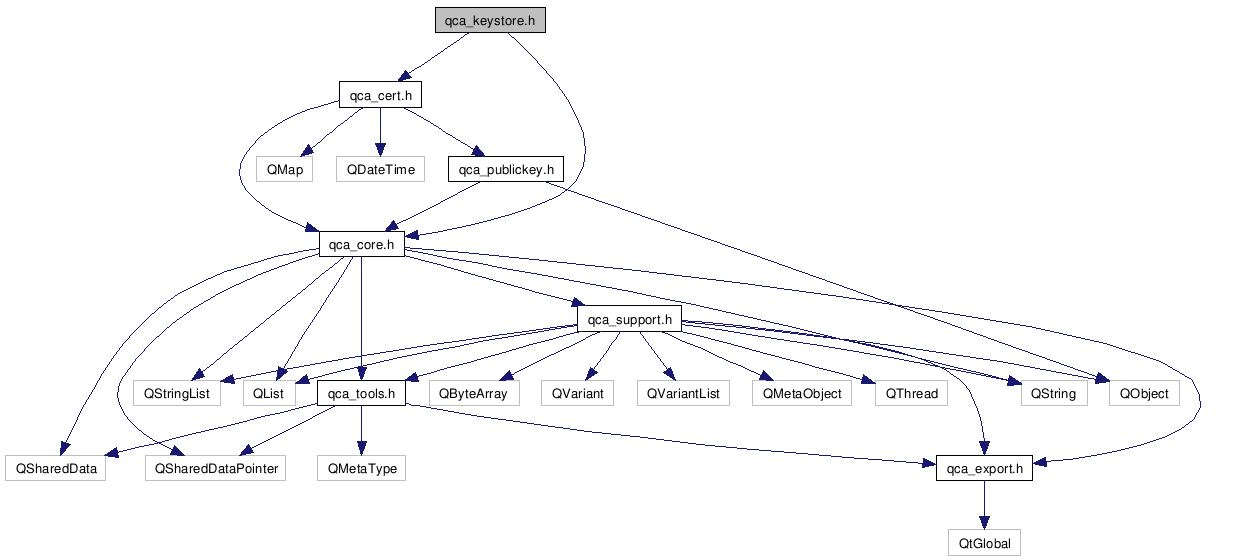 qca_keystore.h
qca_cert.h
QMap
QDateTime
qca_publickey.h
qca_core.h
qca_support.h
QStringList
QList
qca_tools.h
QByteArray
QVariant
QVariantList
QMetaObject
QThread
QString
QObject
QSharedData
QSharedDataPointer
QMetaType
qca_export.h
QtGlobal